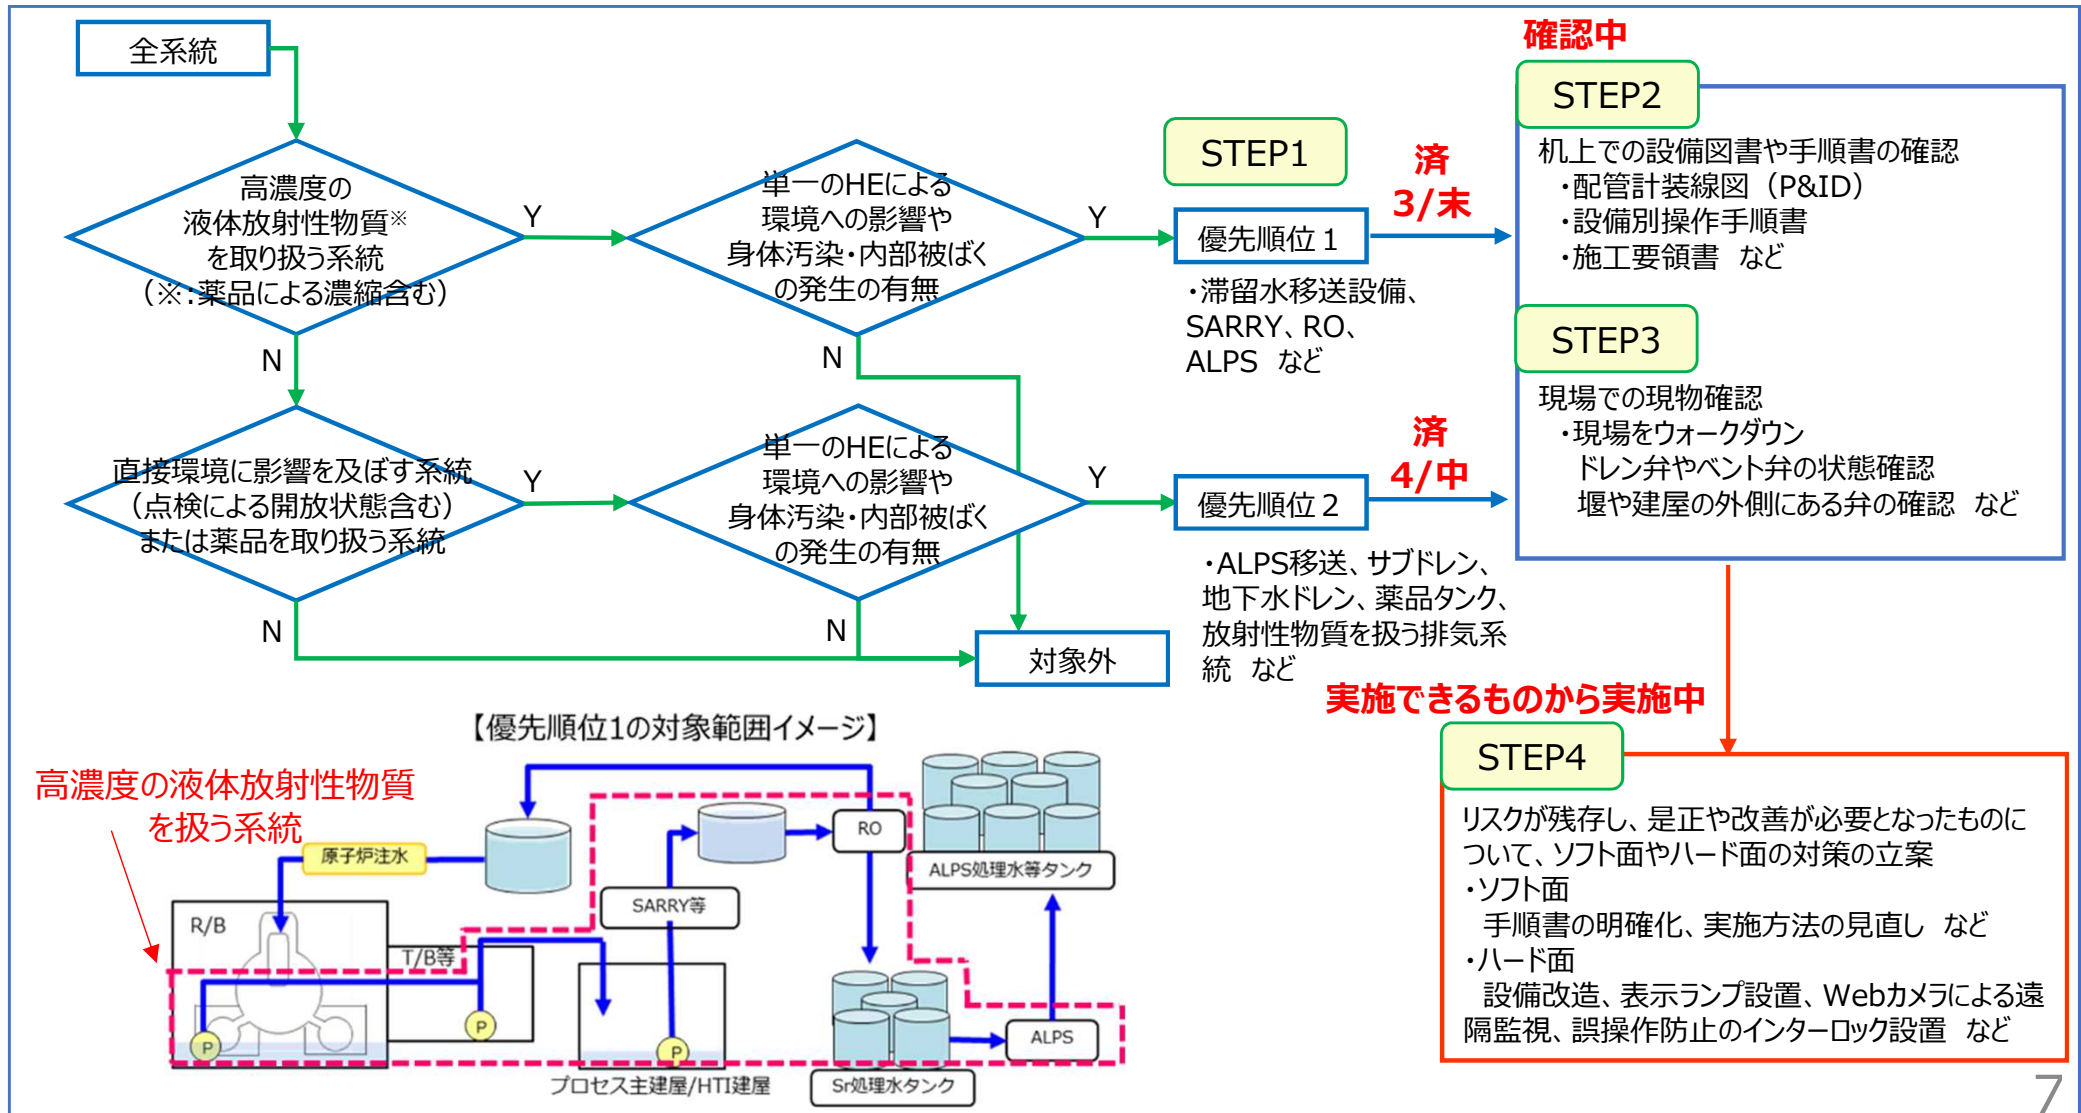 全系統
高濃度の
液体放射性物質※
を取り扱う系統
（※:薬品による濃縮含む）
Y
N
単一のHEによる
環境への影響や
身体汚染・内部被ばく
の発生の有無
Y
N
STEP1
優先順位１
・滞留水移送設備、
SARRY、RO、
ALPS　など
済
3/末
直接環境に影響を及ぼす系統
（点検による開放状態含む）
または薬品を取り扱う系統
Y
N
単一のHEによる
環境への影響や
身体汚染・内部被ばく
の発生の有無
Y
N
優先順位２
・ALPS移送、サブドレン、
地下水ドレン、薬品タンク、
放射性物質を扱う排気系
統　など
済
4/中
対象外
確認中
STEP2
机上での設備図書や手順書の確認
・配管計装線図（P&ID）
・設備別操作手順書
・施工要領書　など
STEP3
現場での現物確認
・現場をウォークダウン
ドレン弁やベント弁の状態確認
堰や建屋の外側にある弁の確認　など
実施できるものから実施中
STEP4
リスクが残存し、是正や改善が必要となったものに
ついて、ソフト面やハード面の対策の立案
・ソフト面
手順書の明確化、実施方法の見直し　など
・ハード面
設備改造、表示ランプ設置、Webカメラによる遠
隔監視、誤操作防止のインターロック設置　など
【優先順位1の対象範囲イメージ】
高濃度の液体放射性物質
を扱う系統
原子炉注水
R/B
T/B等
P
P
P
SARRY等
RO
ALPS処理水等タンク
ALPS
プロセス主建屋/HTI建屋
Sr処理水タンク
7